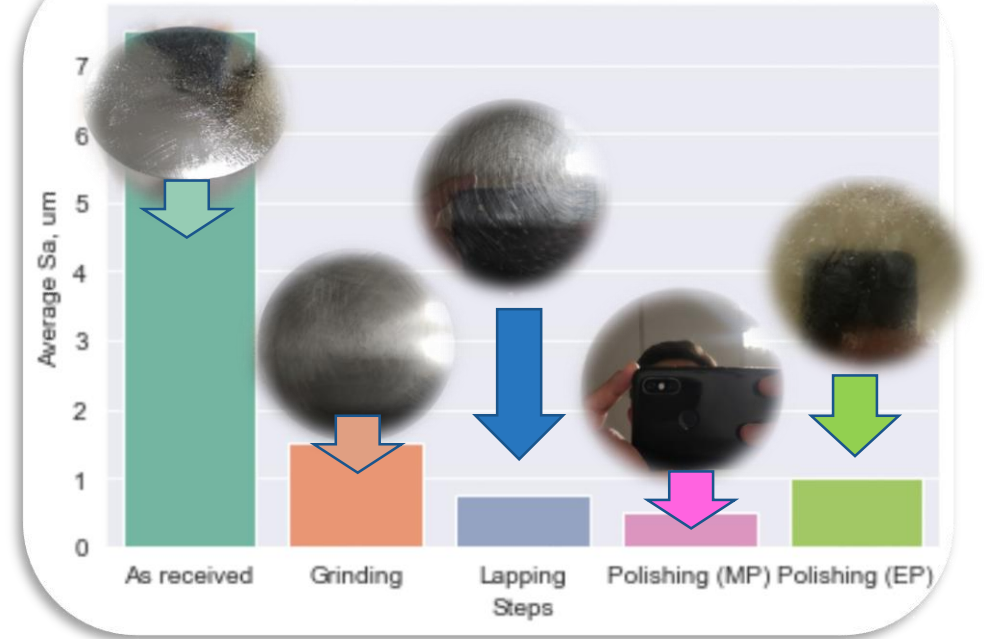 7
6
5
4
3
2
1
0
Average Sa, um
As received
Grinding
Lapping
Polishing (MP)
Polishing (EP)
Steps